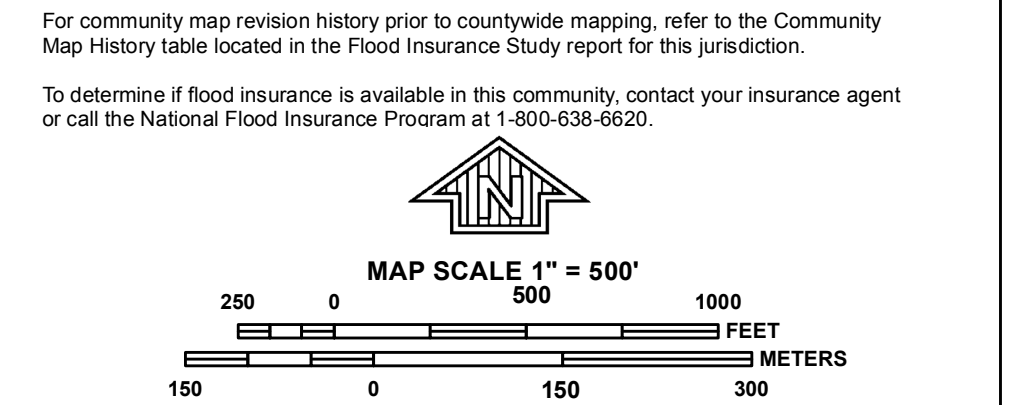 For community map revision history prior to countywide mapping, refer to the Community
Map History table located in the Flood Insurance Study report for this jurisdiction.
To determine if flood insurance is available in this community, contact your insurance agent
or call the National Flood Insurance Program at 1-800-638-6620.
N
MAP SCALE 1" = 500'
250 0 500 1000
FEET
METERS
150 0 150 300